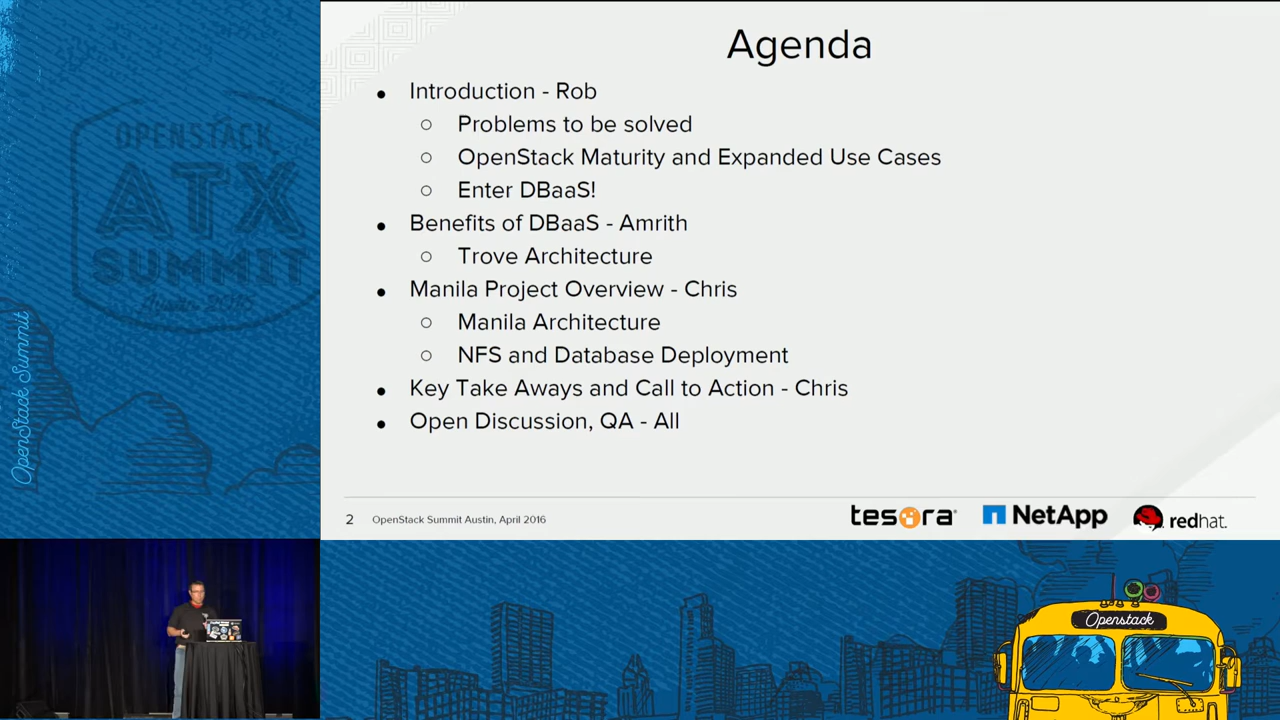 OPENSTACK
ATX
SUMMIT
Austin 2016
OpenStack Summit
Agenda
• Introduction - Rob
○ Problems to be solved
○ OpenStack Maturity and Expanded Use Cases
○ Enter DBaaS!
• Benefits of DBaaS - Amrith
○ Trove Architecture
• Manila Project Overview - Chris
○ Manila Architecture
○ NFS and Database Deployment
• Key Take Aways and Call to Action - Chris
• Open Discussion, QA - All
2 OpenStack Summit Austin, April 2016
tesora
NetApp
redhat.
Openstack